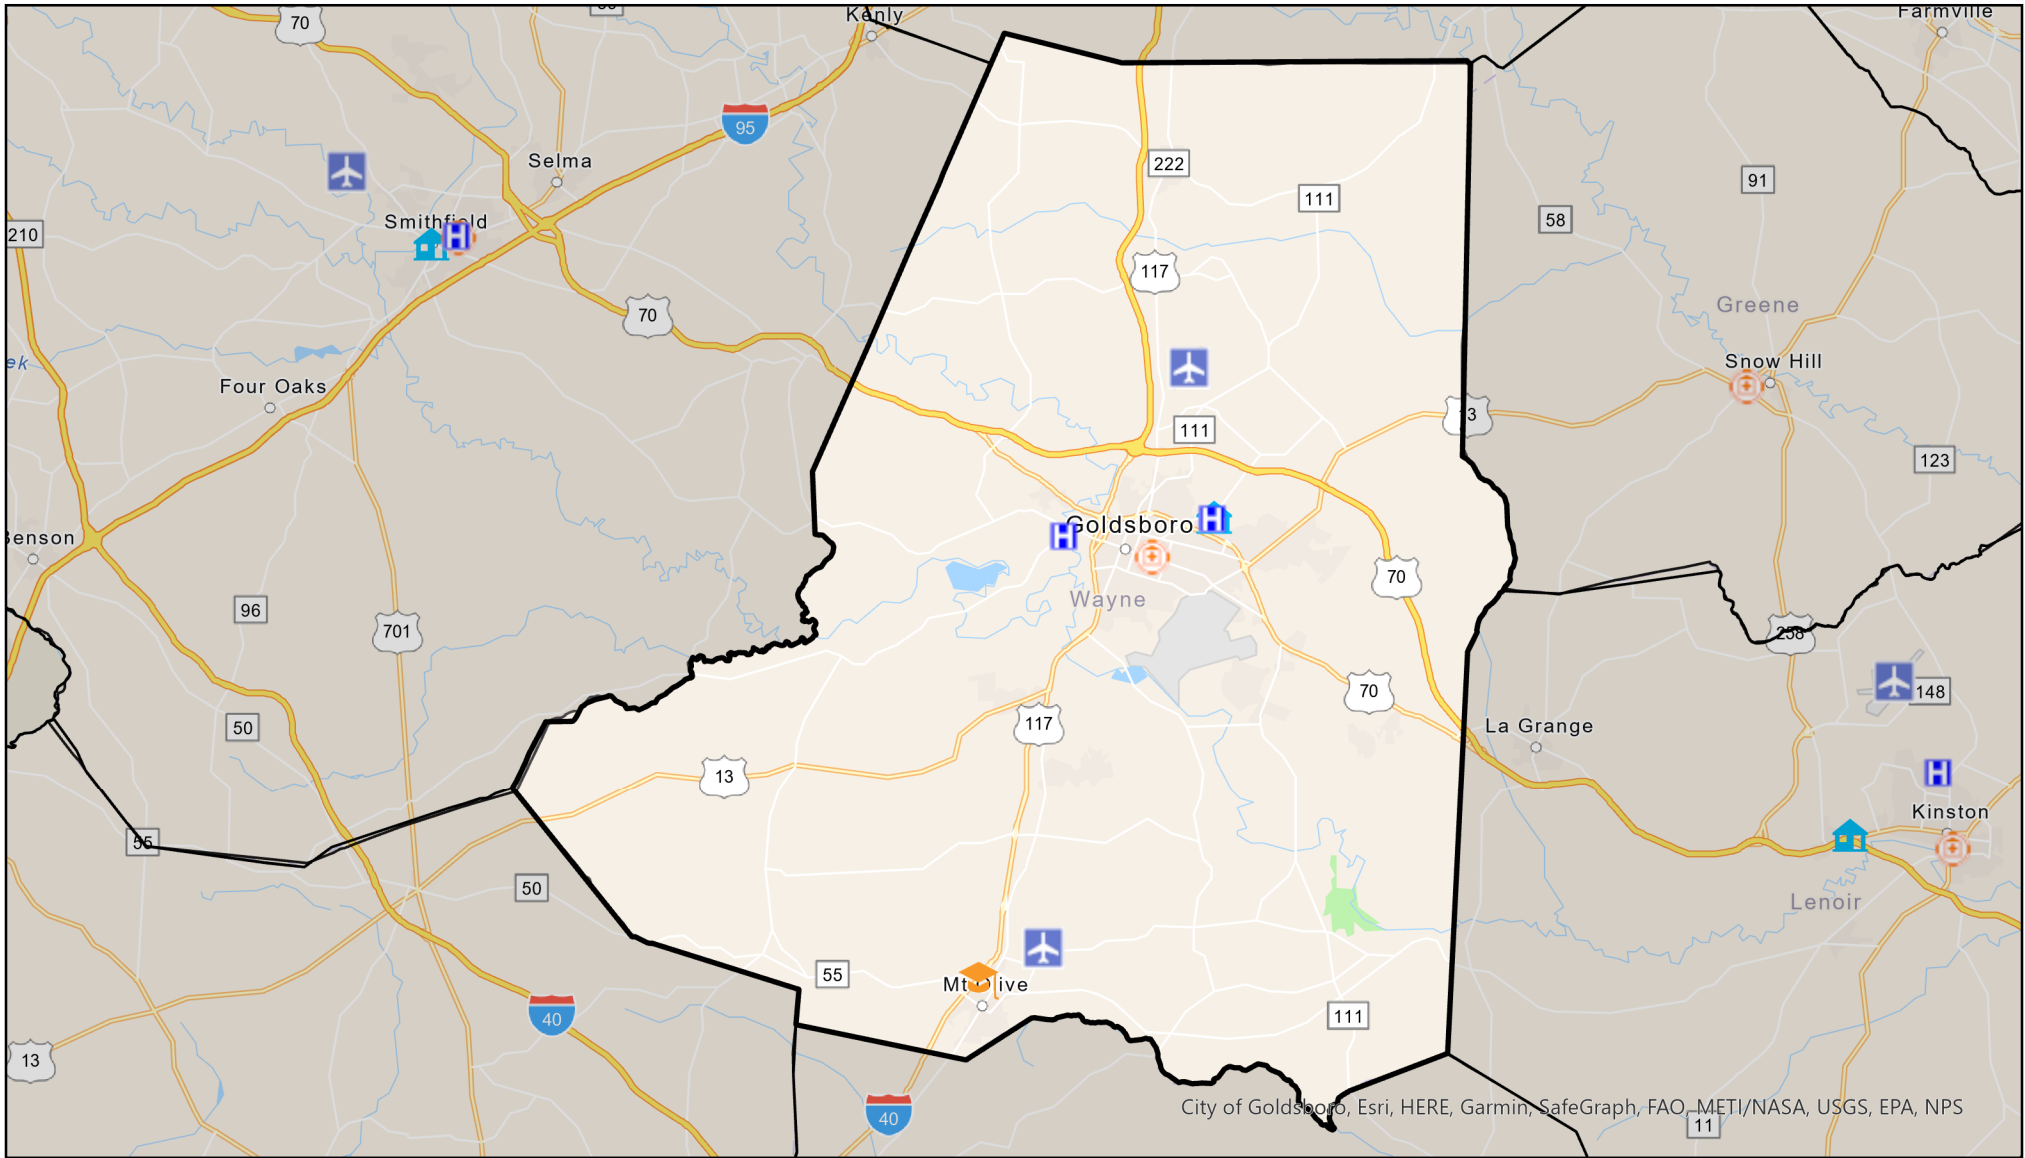 Kenly
Farmville
70
95
Selma
222
111
91
58
Smithfield
H
210
117
70
Greene
Snow Hill
ek
Four Oaks
13
111
123
H
Goldsboro
H
Benson
70
Wayne
96
701
258
70
148
50
117
La Grange
13
H
Kinston
55
50
Lenoir
55
Mt Olive
40
111
13
40
City of Goldsboro, Esri, HERE, Garmin, SafeGraph, FAO, METI/NASA, USGS, EPA, NPS
11